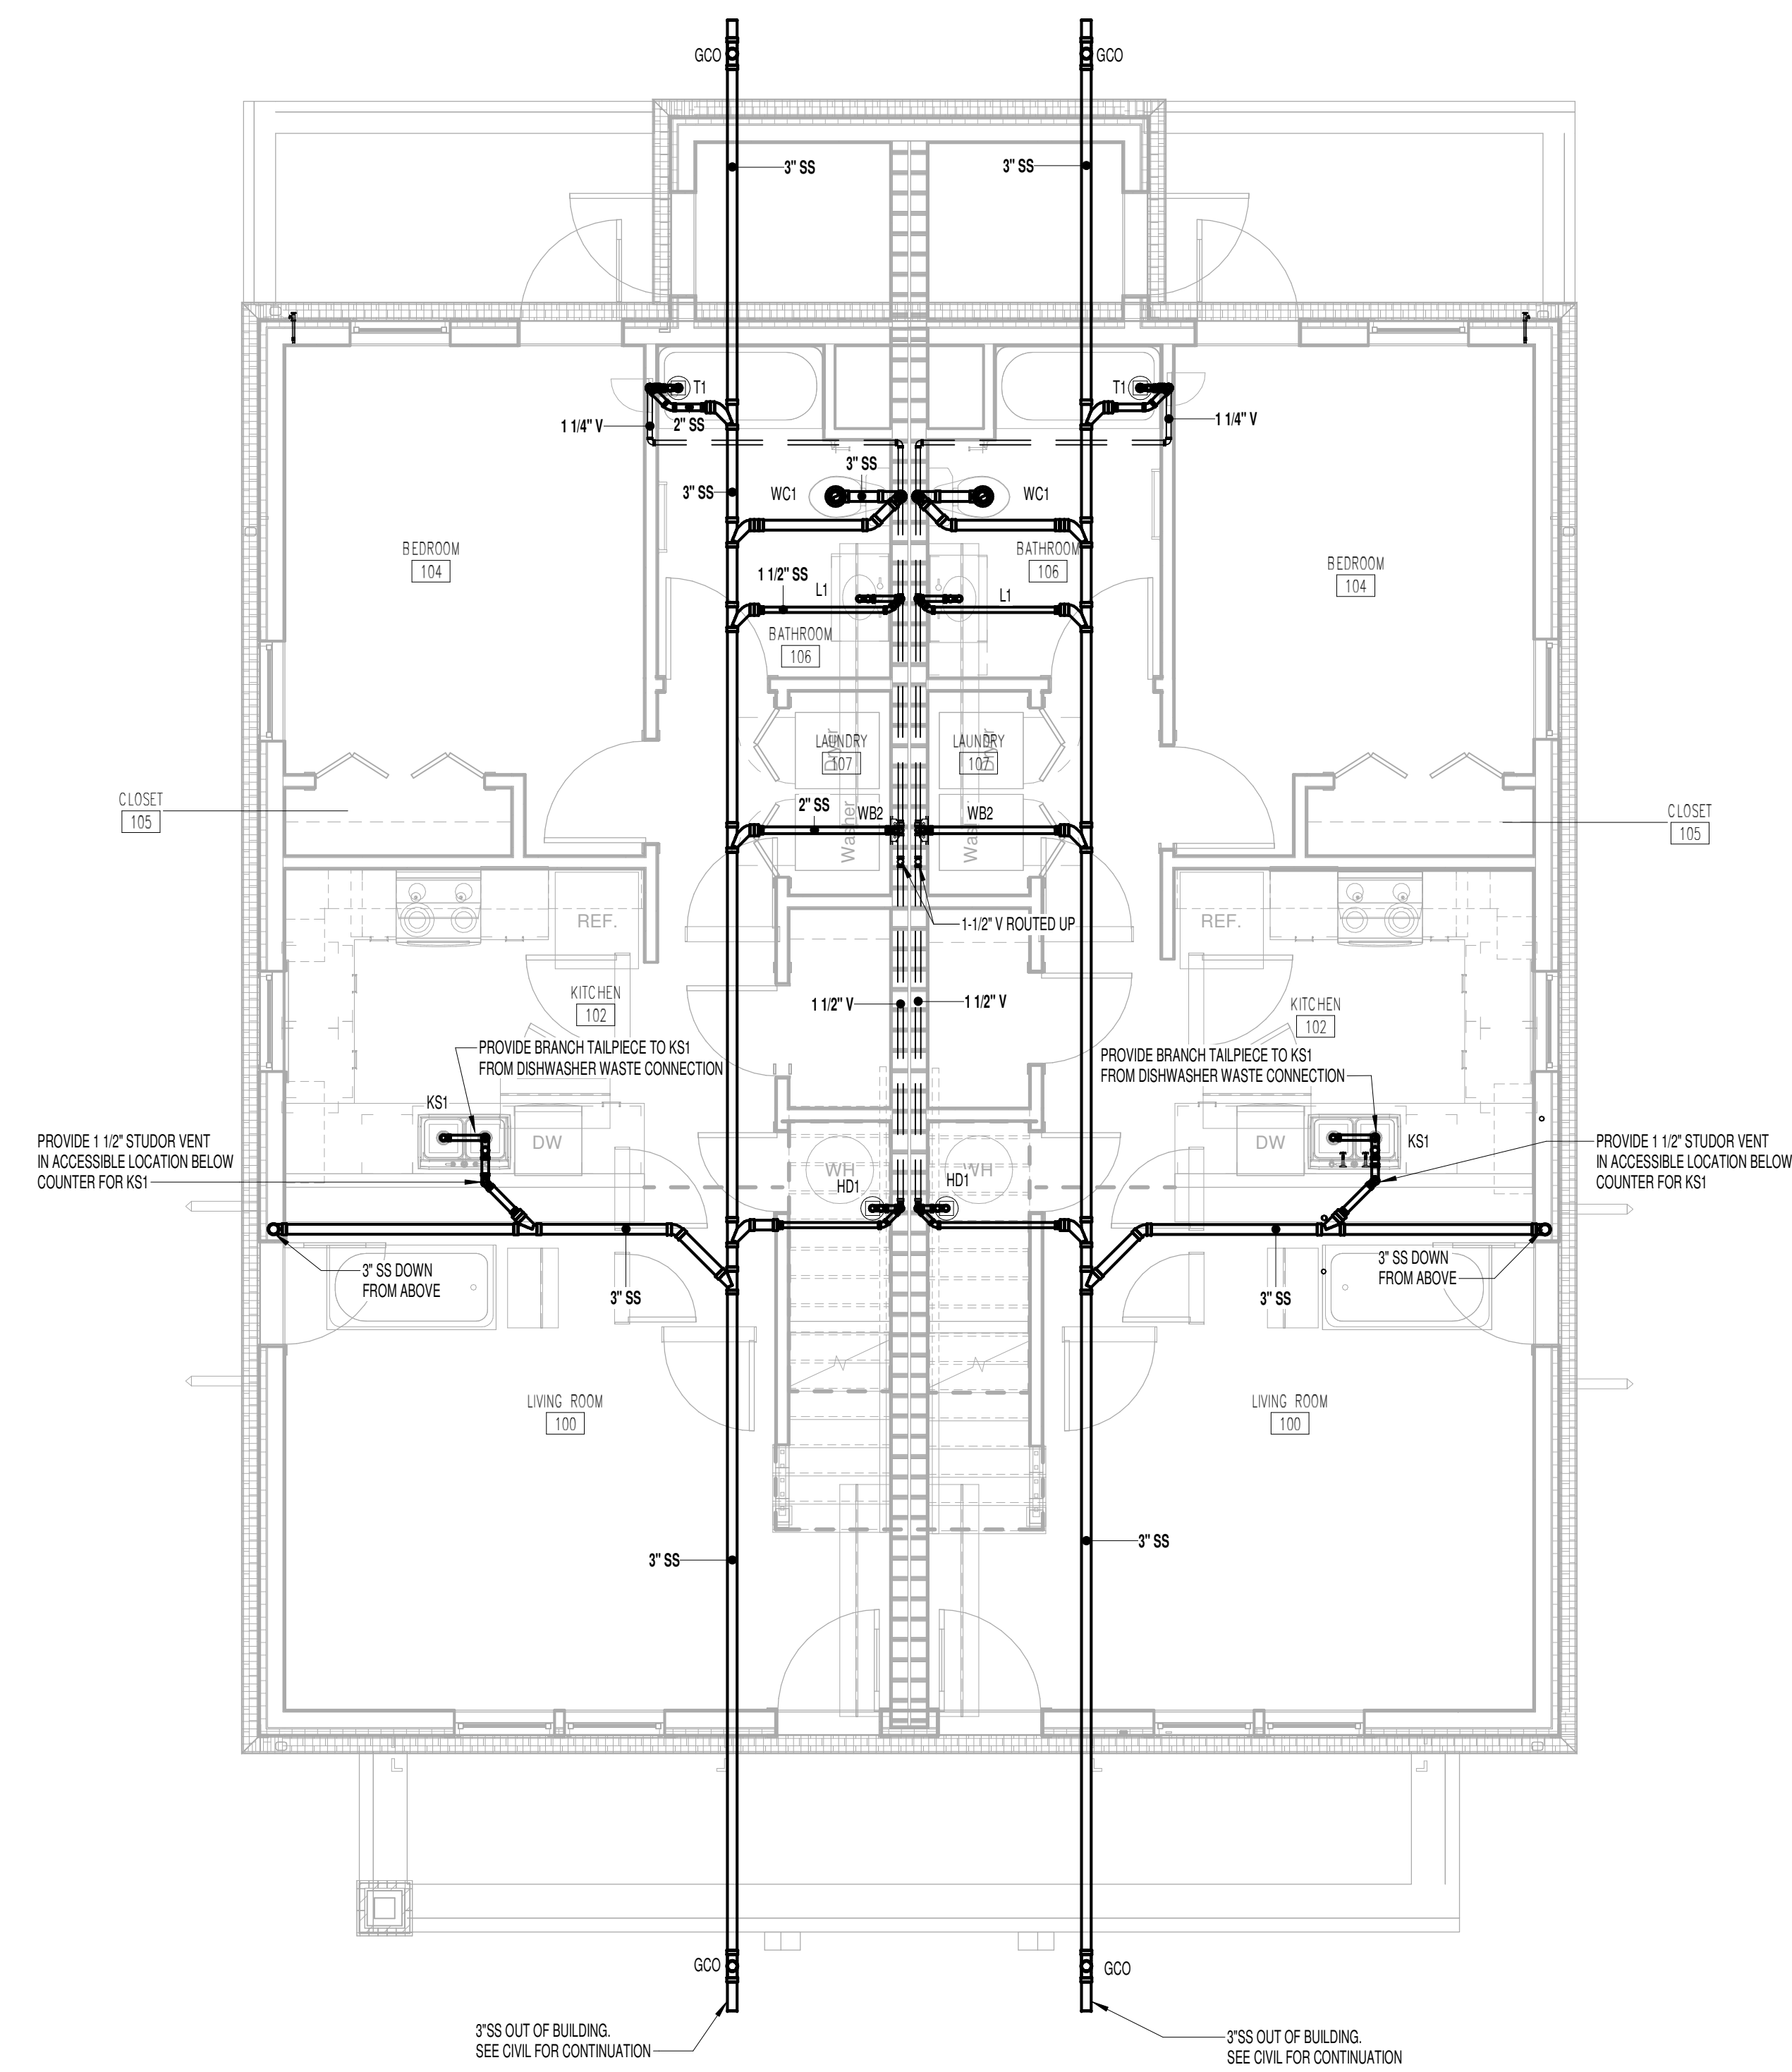 GCO
GCO
3" SS
3" SS
T1
T1
1 1/4" V
2" SS
1 1/4" V
3" SS
3" SS
WC1
WC1
BEDROOM
104
BATHROOM
106
BEDROOM
104
1 1/2" SS
L1
L1
BATHROOM
106
LAUNDRY
107
Dryer
LAUNDRY
107
Dryer
CLOSET
105
CLOSET
105
2" SS
WB2
WB2
Washer
Washer
REF.
1-1/2" V ROUTED UP
REF.
KITCHEN
102
1 1/2" V
1 1/2" V
KITCHEN
102
PROVIDE BRANCH TAILPIECE TO KS1
FROM DISHWASHER WASTE CONNECTION
PROVIDE BRANCH TAILPIECE TO KS1
FROM DISHWASHER WASTE CONNECTION
KS1
KS1
DW
DW
PROVIDE 1 1/2" STUDOR VENT
IN ACCESSIBLE LOCATION BELOW
COUNTER FOR KS1
PROVIDE 1 1/2" STUDOR VENT
IN ACCESSIBLE LOCATION BELOW
COUNTER FOR KS1
WH
WH
HD1
HD1
3" SS DOWN
FROM ABOVE
3" SS DOWN
FROM ABOVE
3" SS
3" SS
LIVING ROOM
100
LIVING ROOM
100
3" SS
3" SS
GCO
GCO
3"SS OUT OF BUILDING.
SEE CIVIL FOR CONTINUATION
3"SS OUT OF BUILDING.
SEE CIVIL FOR CONTINUATION